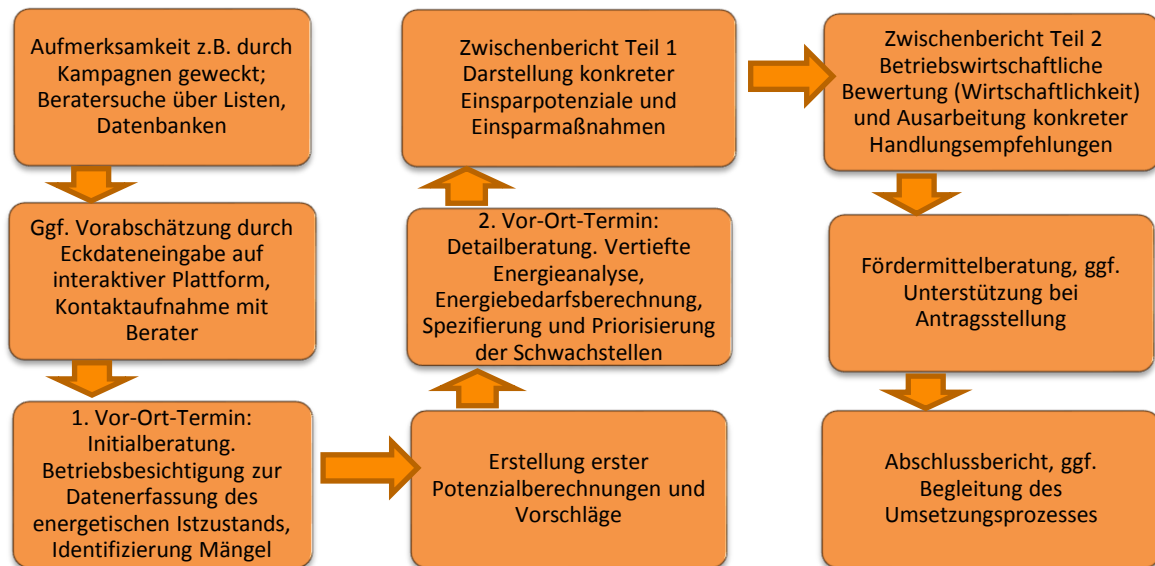 Aufmerksamkeit z.B. durch
Kampagnen geweckt;
Beratersuche über Listen,
Datenbanken
Ggf. Vorabschätzung durch
Eckdateneingabe auf
interaktiver Plattform,
Kontaktaufnahme mit
Berater
1. Vor-Ort-Termin:
Initialberatung.
Betriebsbesichtigung zur
Datenerfassung des
energetischen Istzustands,
Identifizierung Mängel
Erstellung erster
Potenzialberechnungen und
Vorschläge
2. Vor-Ort-Termin:
Detailberatung. Vertiefte
Energieanalyse,
Energiebedarfsberechnung,
Spezifierung und Priorisierung
der Schwachstellen
Zwischenbericht Teil 1
Darstellung konkreter
Einsparpotenziale und
Einsparmaßnahmen
Zwischenbericht Teil 2
Betriebswirtschaftliche
Bewertung (Wirtschaftlichkeit)
und Ausarbeitung konkreter
Handlungsempfehlungen
Fördermittelberatung, ggf.
Unterstützung bei
Antragsstellung
Abschlussbericht, ggf.
Begleitung des
Umsetzungsprozesses